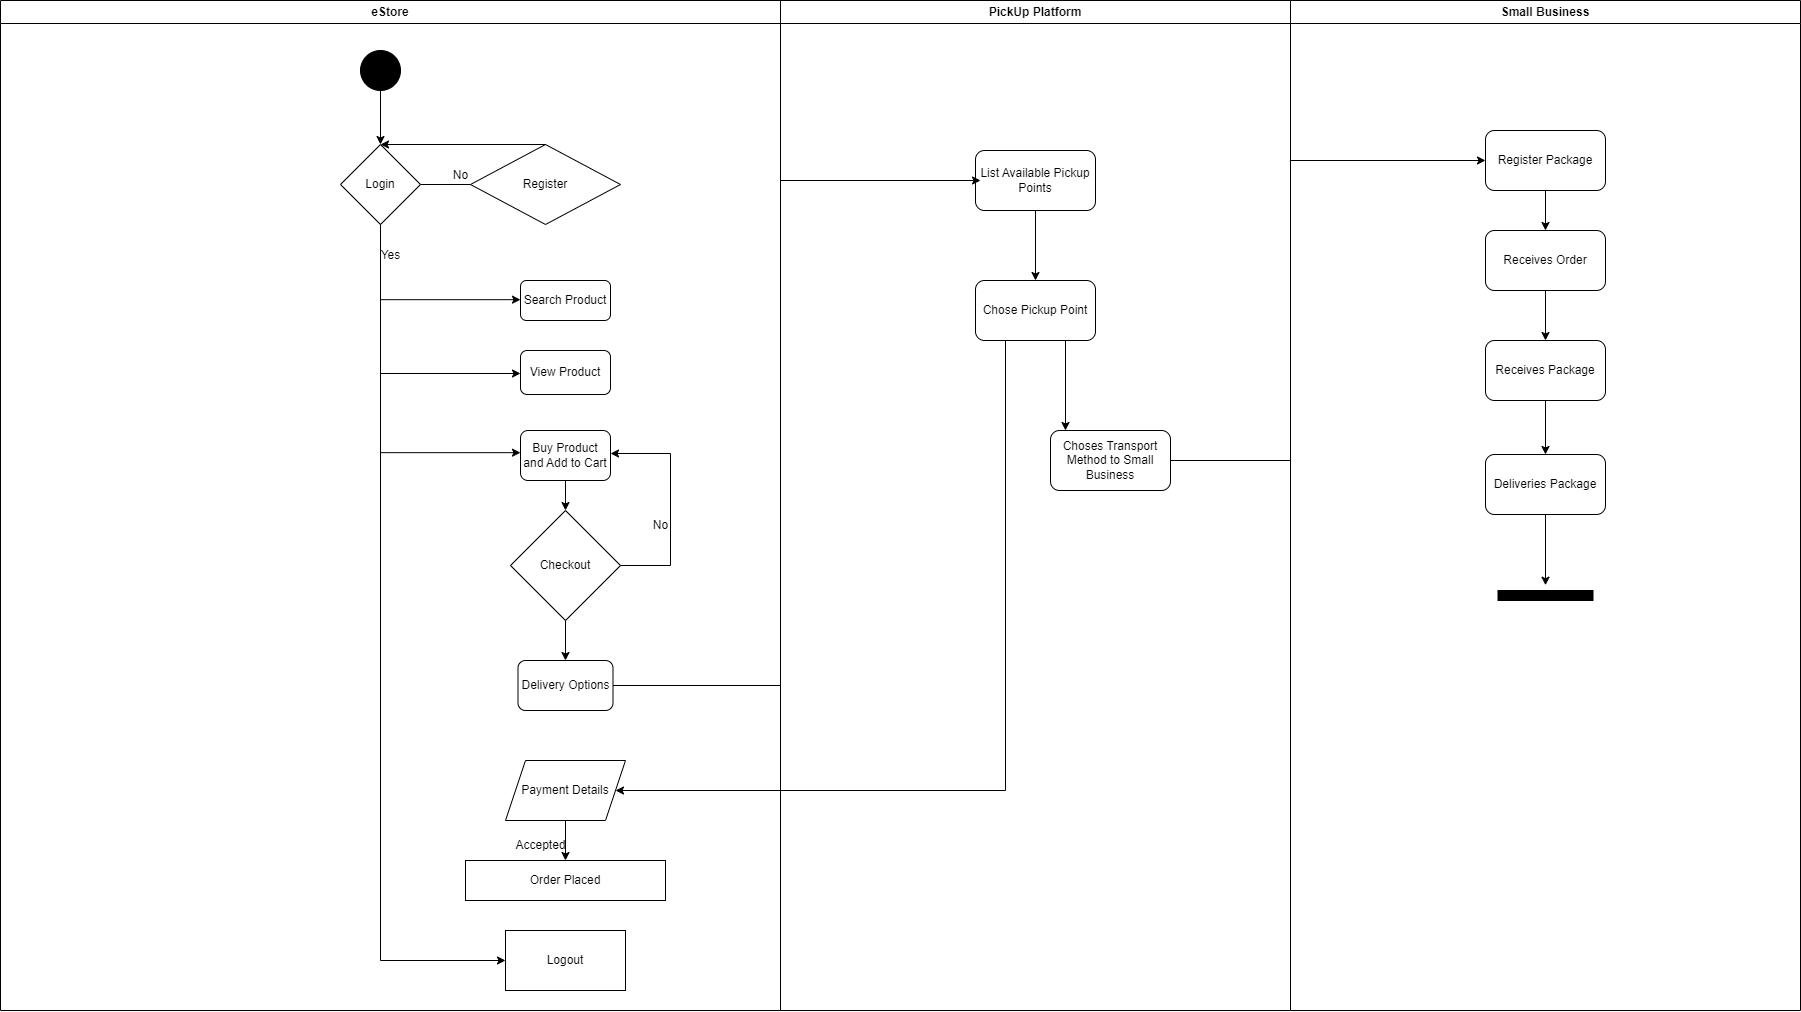 eStore
PickUp Platform
Small Business
Login
No
Register
Yes
Search Product
View Product
Buy Product
and Add to Cart
No
Checkout
Delivery Options
Payment Details
Accepted
Order Placed
Logout
List Available Pickup
Points
Chose Pickup Point
Choses Transport
Method to Small
Business
Register Package
Receives Order
Receives Package
Deliveries Package